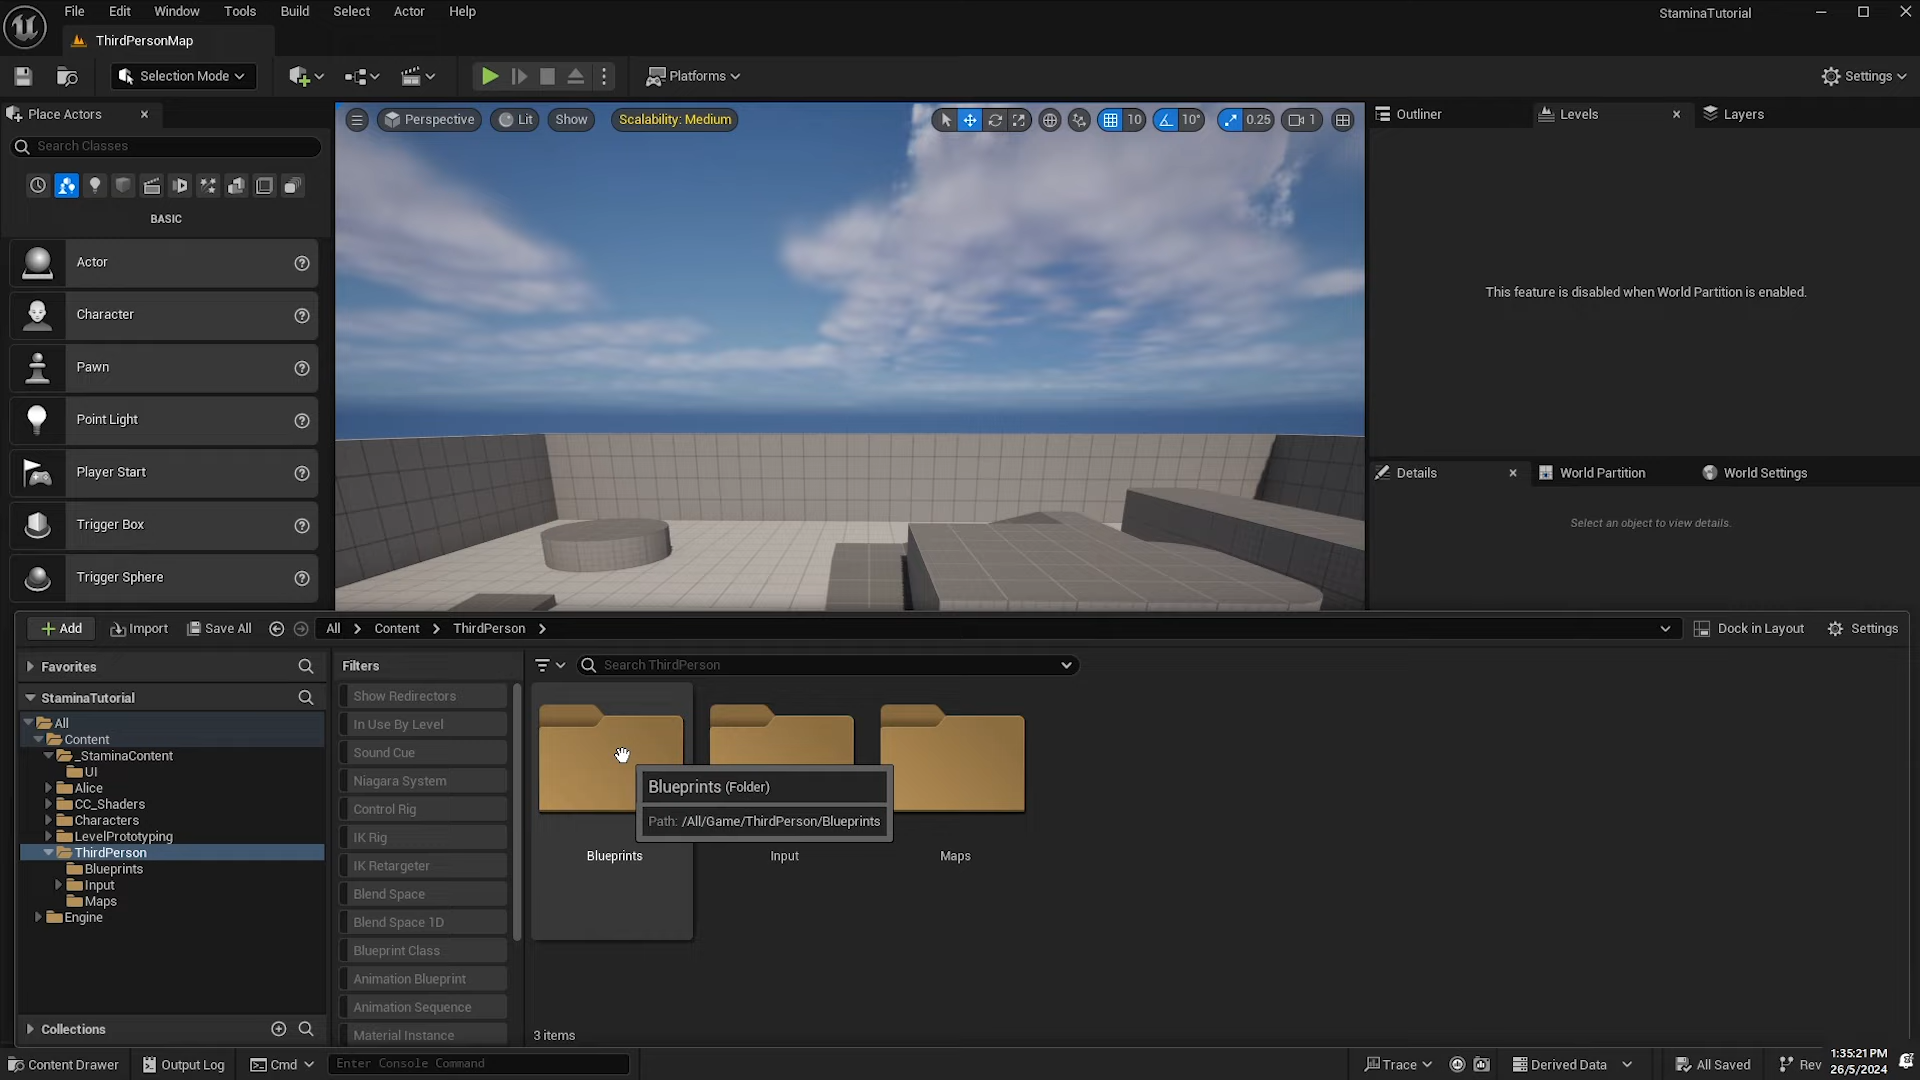 File Edit Window Tools Build Select Actor Help
StaminaTutorial
ThirdPersonMap
Selection Mode
Platforms
Settings
Place Actors
Perspective Lit Show Scalability: Medium
10 10° 0.25 1
Outliner Levels Layers
Search Classes
BASIC
Actor
Character
Pawn
Point Light
Player Start
Trigger Box
Trigger Sphere
This feature is disabled when World Partition is enabled.
Details World Partition World Settings
Select an object to view details.
Add Import Save All All Content ThirdPerson
Dock in Layout Settings
Favorites
StaminaTutorial
All
Content
_StaminaContent
UI
Alice
CC_Shaders
Characters
LevelPrototyping
ThirdPerson
Blueprints
Input
Maps
Engine
Collections
Filters
Show Redirectors
In Use By Level
Sound Cue
Niagara System
Control Rig
IK Rig
IK Retargeter
Blend Space
Blend Space 1D
Blueprint Class
Animation Blueprint
Animation Sequence
Material Instance
Search ThirdPerson
Blueprints (Folder)
Path: /All/Game/ThirdPerson/Blueprints
Blueprints Input Maps
3 items
Content Drawer Output Log Cmd Enter Console Command
Trace Derived Data All Saved Rev
1:35:21 PM
26/5/2024